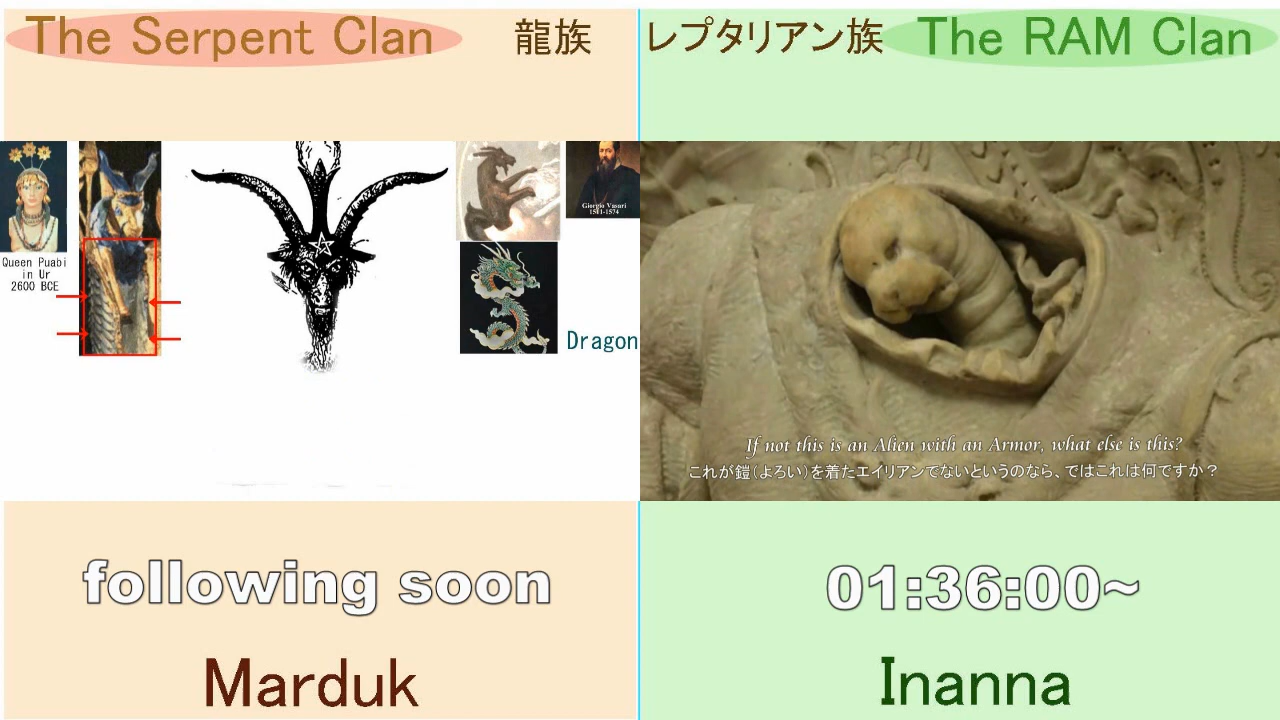 The Serpent Clan
龍族
レプタリアン族
The RAM Clan
Queen Puabi
in Ur
2600 BCE
Giorgio Vasari
1511-1574
Dragon
If not this is an Alien with an Armor, what else is this?
これが鎧(よろい)を着たエイリアンでないというのなら、ではこれは何ですか？
following soon
01:36:00~
Marduk
Inanna